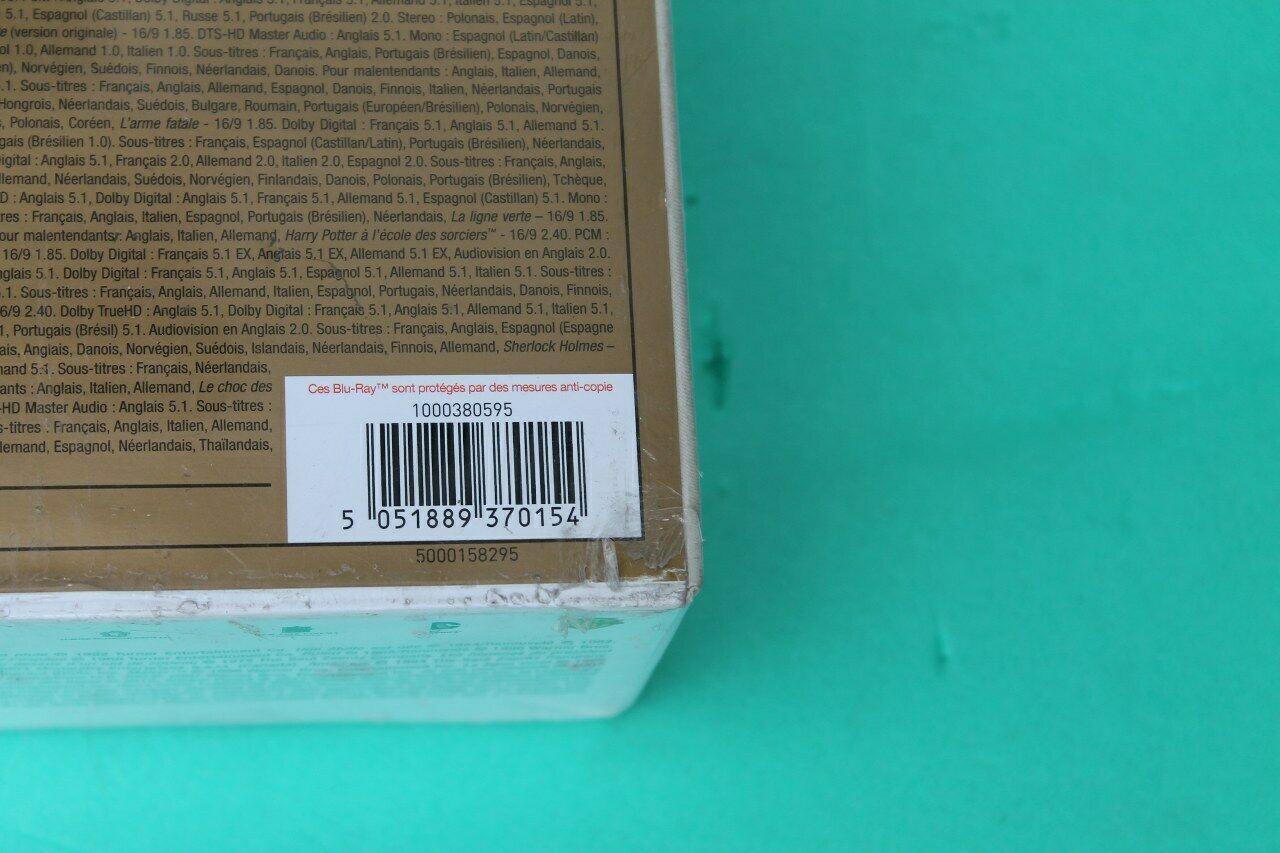 5.1, Espagnol (Castillan) 5.1, Russe 5.1, Portugais (Brésilien) 2.0. Stereo : Polonais, Espagnol (Latin),
(version originale) - 16/9 1.85. DTS-HD Master Audio : Anglais 5.1. Mono : Espagnol (Latin/Castillan)
1.0, Allemand 1.0, Italien 1.0. Sous-titres : Français, Anglais, Portugais (Brésilien), Espagnol, Danois,
Norvégien, Suédois, Finnois, Néerlandais, Danois. Pour malentendants : Anglais, Italien, Allemand,
.1. Sous-titres : Français, Anglais, Allemand, Espagnol, Danois, Finnois, Italien, Néerlandais, Portugais
Hongrois, Néerlandais, Suédois, Bulgare, Roumain, Portugais (Européen/Brésilien), Polonais, Norvégien,
, Polonais, Coréen, L'arme fatale - 16/9 1.85. Dolby Digital : Français 5.1, Anglais 5.1, Allemand 5.1.
gais (Brésilien 1.0). Sous-titres : Français, Espagnol (Castillan/Latin), Portugais (Brésilien), Néerlandais,
igital : Anglais 5.1, Français 2.0, Allemand 2.0, Italien 2.0, Espagnol 2.0. Sous-titres : Français, Anglais,
llemand, Néerlandais, Suédois, Norvégien, Finlandais, Danois, Polonais, Portugais (Brésilien), Tchèque,
D : Anglais 5.1, Dolby Digital : Anglais 5.1, Français 5.1, Allemand 5.1, Espagnol (Castillan) 5.1. Mono :
res : Français, Anglais, Italien, Espagnol, Portugais (Brésilien), Néerlandais, La ligne verte – 16/9 1.85.
our malentendants: Anglais, Italien, Allemand, Harry Potter à l'école des sorciers™ - 16/9 2.40. PCM :
16/9 1.85. Dolby Digital : Français 5.1 EX, Anglais 5.1 EX, Allemand 5.1 EX, Audiovision en Anglais 2.0.
nglais 5.1. Dolby Digital : Français 5.1, Anglais 5.1, Espagnol 5.1, Allemand 5.1, Italien 5.1. Sous-titres :
.1. Sous-titres : Français, Anglais, Allemand, Italien, Espagnol, Portugais, Néerlandais, Danois, Finnois,
6/9 2.40. Dolby TrueHD : Anglais 5.1, Dolby Digital : Français 5.1, Anglais 5.1, Allemand 5.1, Italien 5.1,
1, Portugais (Brésil) 5.1. Audiovision en Anglais 2.0. Sous-titres : Français, Anglais, Espagnol (Espagne
ais, Anglais, Danois, Norvégien, Suédois, Islandais, Néerlandais, Finnois, Allemand, Sherlock Holmes –
mand 5.1. Sous-titres : Français, Néerlandais,
ants : Anglais, Italien, Allemand, Le choc des
-HD Master Audio : Anglais 5.1. Sous-titres :
s-titres : Français, Anglais, Italien, Allemand,
lemand, Espagnol, Néerlandais, Thaïlandais,
Ces Blu-Ray™ sont protégés par des mesures anti-copie
1000380595
5 051889 370154
5000158295